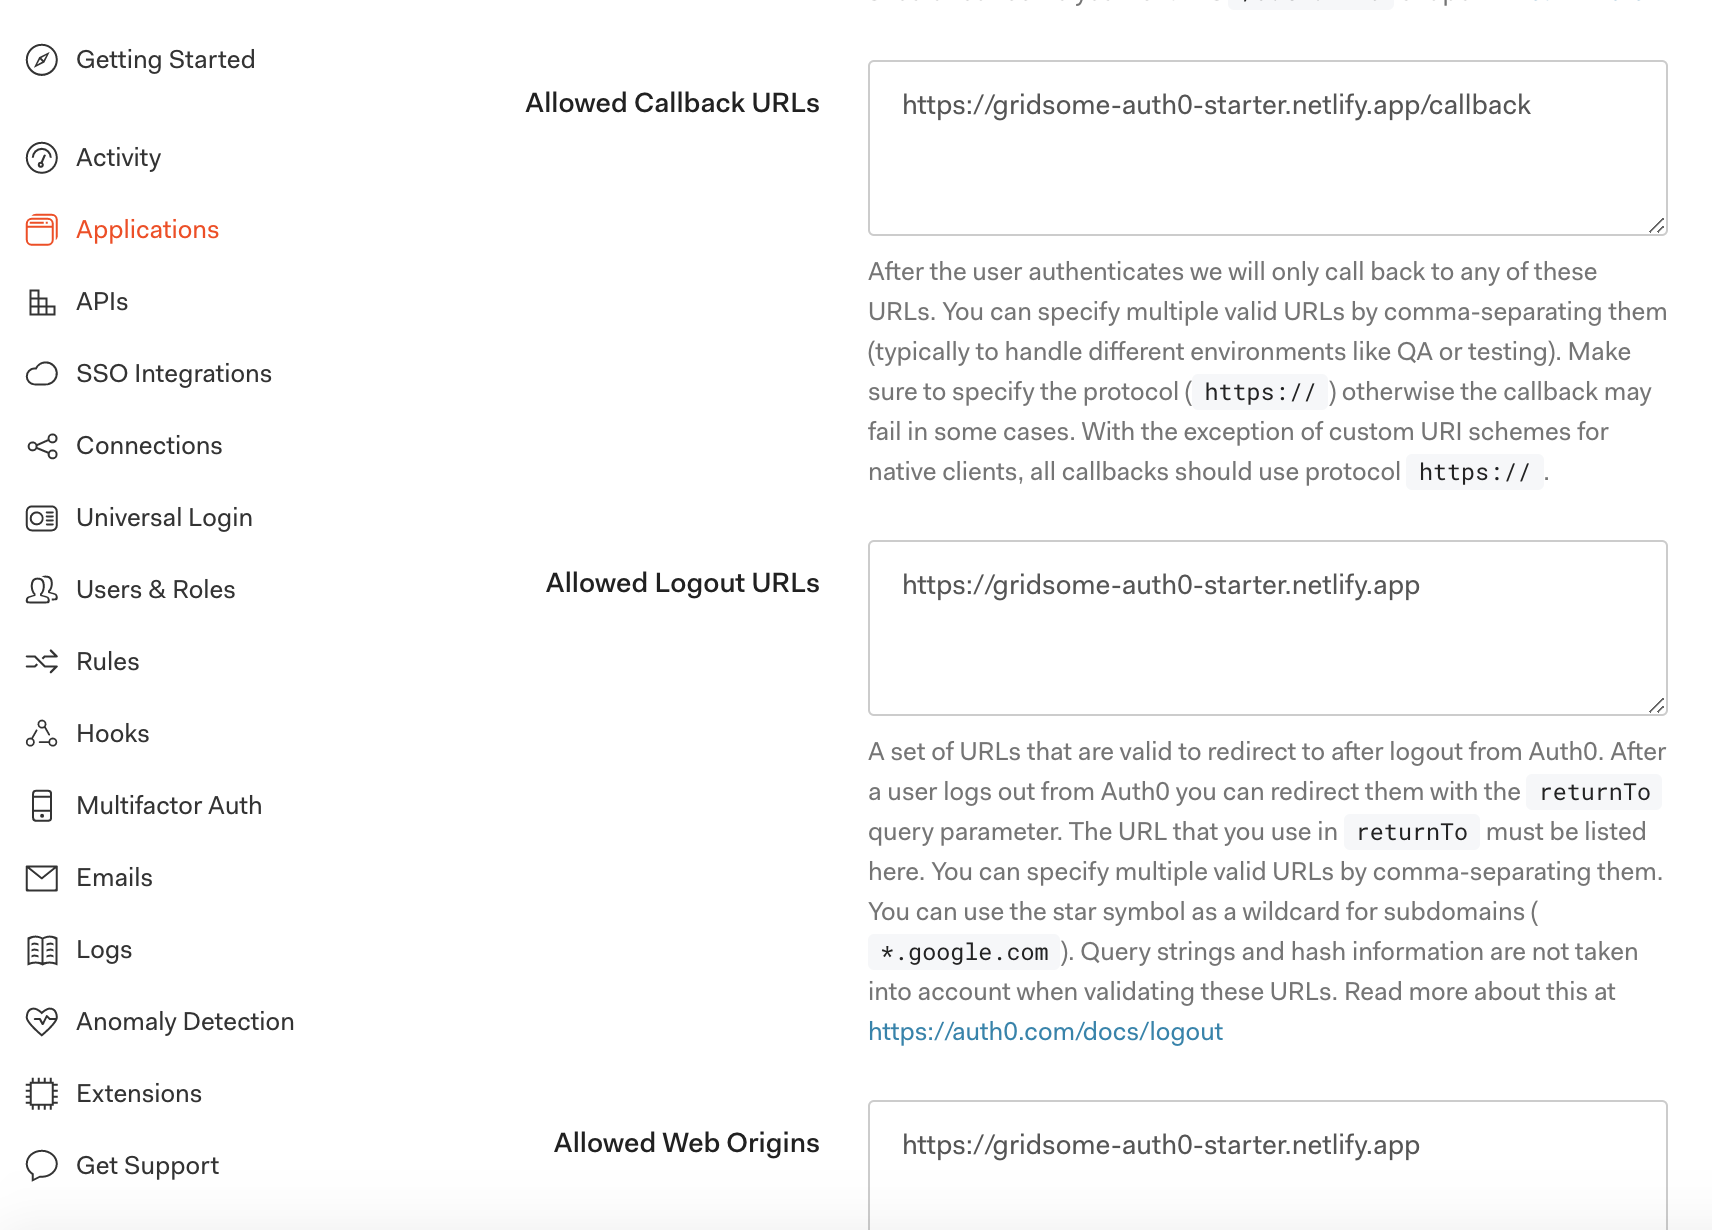 Getting Started
Activity
Applications
APIs
SSO Integrations
Connections
Universal Login
Users & Roles
Rules
Hooks
Multifactor Auth
Emails
Logs
Anomaly Detection
Extensions
Get Support
Allowed Callback URLs
https://gridsome-auth0-starter.netlify.app/callback
After the user authenticates we will only call back to any of these
URLs. You can specify multiple valid URLs by comma-separating them
(typically to handle different environments like QA or testing). Make
sure to specify the protocol ( https:// ) otherwise the callback may
fail in some cases. With the exception of custom URI schemes for
native clients, all callbacks should use protocol https:// .
Allowed Logout URLs
https://gridsome-auth0-starter.netlify.app
A set of URLs that are valid to redirect to after logout from Auth0. After
a user logs out from Auth0 you can redirect them with the returnTo
query parameter. The URL that you use in returnTo must be listed
here. You can specify multiple valid URLs by comma-separating them.
You can use the star symbol as a wildcard for subdomains (
*.google.com ). Query strings and hash information are not taken
into account when validating these URLs. Read more about this at
https://auth0.com/docs/logout
Allowed Web Origins
https://gridsome-auth0-starter.netlify.app